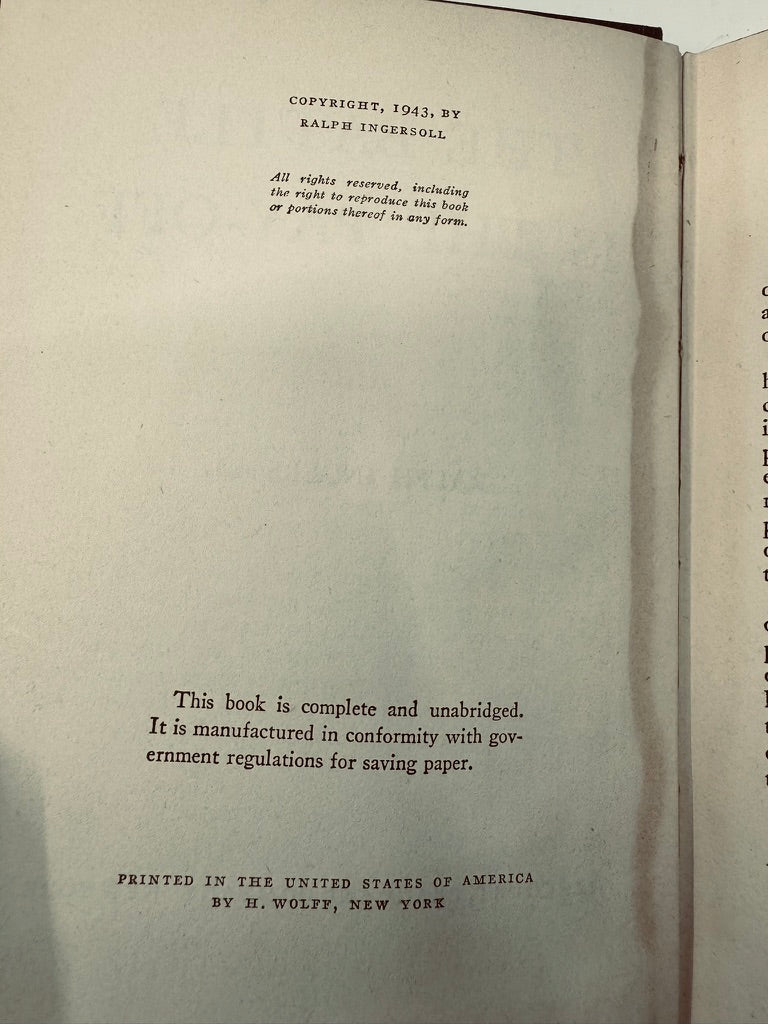 COPYRIGHT, 1943, BY
RALPH INGERSOLL
All rights reserved, including
the right to reproduce this book
or portions thereof in any form.
This book is complete and unabridged.
It is manufactured in conformity with gov-
ernment regulations for saving paper.
PRINTED IN THE UNITED STATES OF AMERICA
BY H. WOLFF, NEW YORK